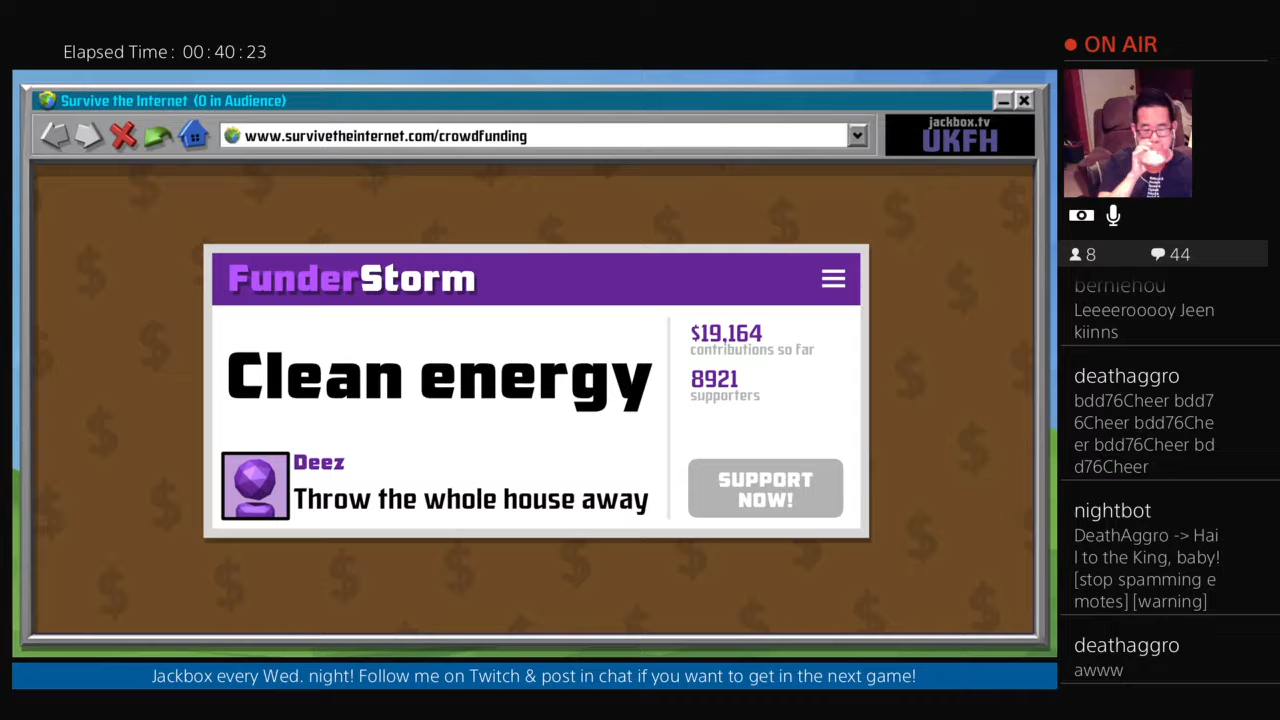 Elapsed Time: 00:40:23
ON AIR
Survive the Internet (0 in Audience)
www.survivetheinternet.com/crowdfunding
jackbox.tv
UKFH
FunderStorm
Clean energy
$19,164
contributions so far
8921
supporters
Deez
Throw the whole house away
SUPPORT
NOW!
8
44
berniehou
Leeeerooooy Jeen
kiinns
deathaggro
bdd76Cheer bdd7
6Cheer bdd76Che
er bdd76Cheer bd
d76Cheer
nightbot
DeathAggro -> Hai
l to the King, baby!
[stop spamming e
motes] [warning]
deathaggro
awww
Jackbox every Wed. night! Follow me on Twitch & post in chat if you want to get in the next game!